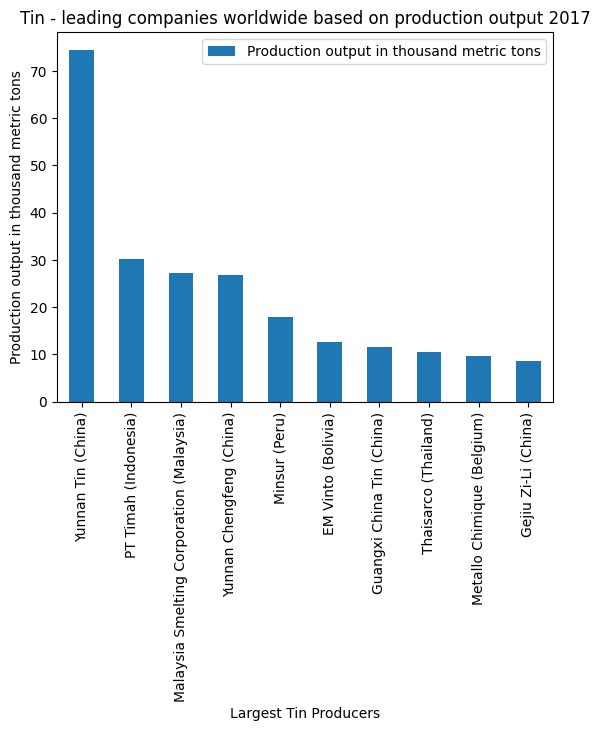 Tin - leading companies worldwide based on production output 2017
Production output in thousand metric tons
Production output in thousand metric tons
70
60
50
40
30
20
10
0
Yunnan Tin (China)
PT Timah (Indonesia)
Malaysia Smelting Corporation (Malaysia)
Yunnan Chengfeng (China)
Minsur (Peru)
EM Vinto (Bolivia)
Guangxi China Tin (China)
Thaisarco (Thailand)
Metallo Chimique (Belgium)
Gejiu Zi-Li (China)
Largest Tin Producers